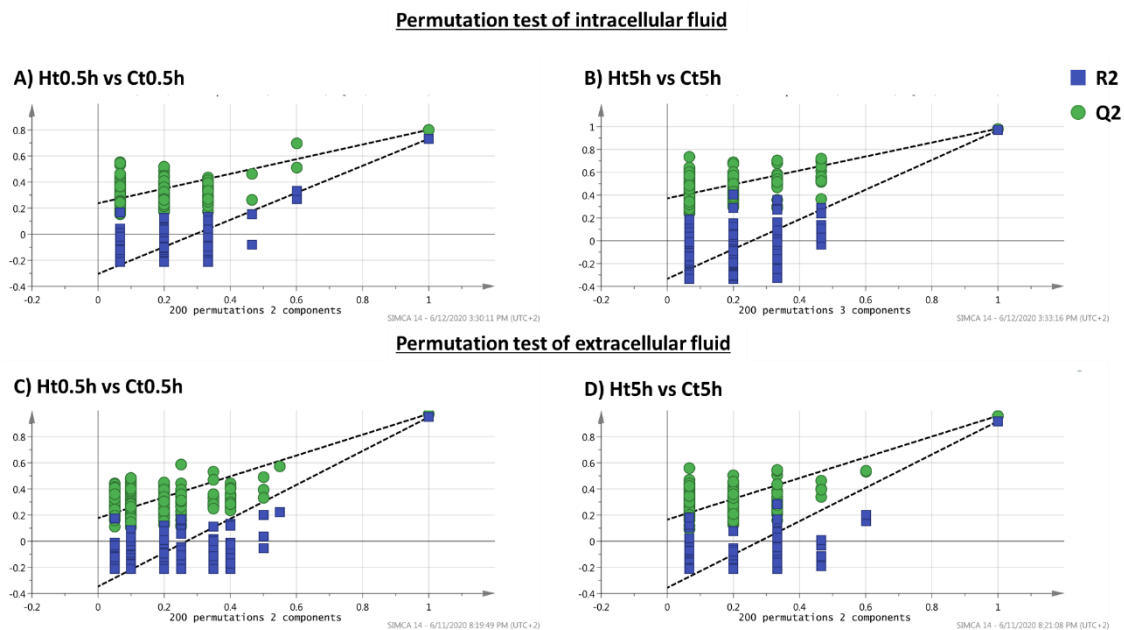 Permutation test of intracellular fluid
A) Ht0.5h vs Ct0.5h
B) Ht5h vs Ct5h
R2
Q2
0.8
0.6
0.4
0.2
0
-0.2
-0.4
-0.2 0 0.2 0.4 0.6 0.8 1
200 permutations 2 components
SIMCA 14 - 6/12/2020 3:30:11 PM (UTC+2)
1
0.8
0.6
0.4
0.2
0
-0.2
-0.4
-0.2 0 0.2 0.4 0.6 0.8 1
200 permutations 3 components
SIMCA 14 - 6/12/2020 3:33:16 PM (UTC+2)
Permutation test of extracellular fluid
C) Ht0.5h vs Ct0.5h
D) Ht5h vs Ct5h
0.8
0.6
0.4
0.2
0
-0.2
-0.4
-0.2 0 0.2 0.4 0.6 0.8 1
200 permutations 2 components
SIMCA 14 - 6/11/2020 8:19:49 PM (UTC+2)
0.8
0.6
0.4
0.2
0
-0.2
-0.4
-0.2 0 0.2 0.4 0.6 0.8 1
200 permutations 2 components
SIMCA 14 - 6/11/2020 8:21:08 PM (UTC+2)